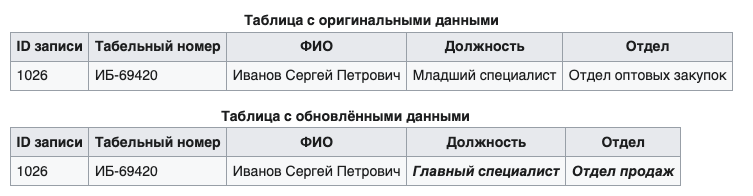 Таблица с оригинальными данными
ID записи Табельный номер ФИО Должность Отдел
1026 ИБ-69420 Иванов Сергей Петрович Младший специалист Отдел оптовых закупок
Таблица с обновлёнными данными
ID записи Табельный номер ФИО Должность Отдел
1026 ИБ-69420 Иванов Сергей Петрович Главный специалист Отдел продаж